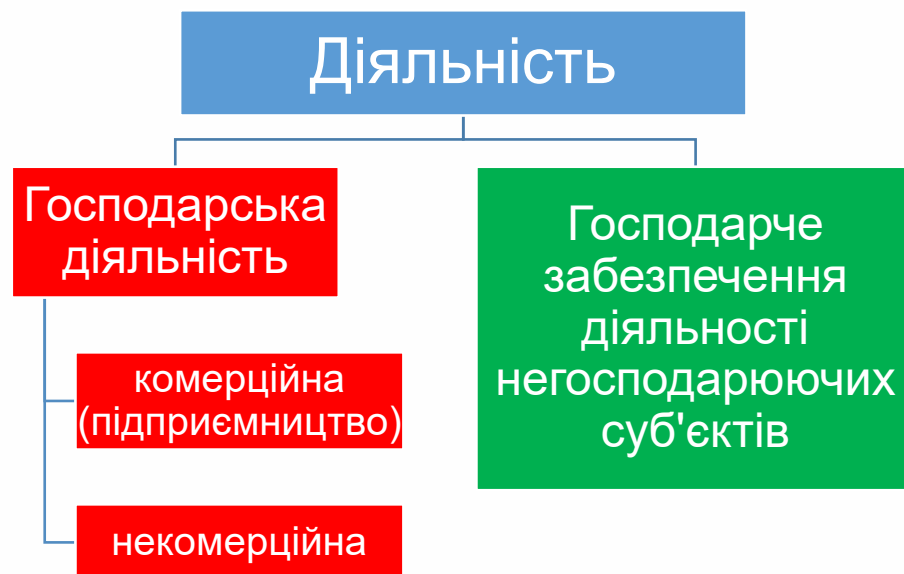 Діяльність
Господарська
діяльність
комерційна
(підприємництво)
некомерційна
Господарче
забезпечення
діяльності
негосподарюючих
суб'єктів